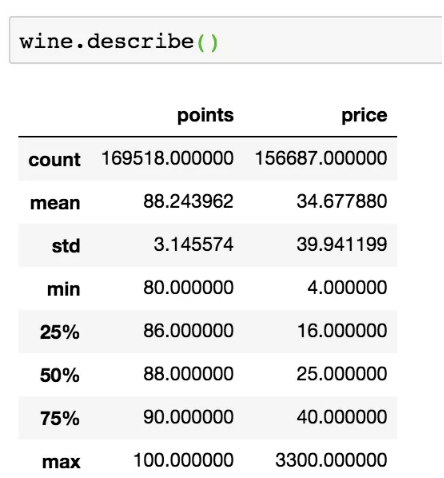 wine.describe()
points price
count 169518.000000 156687.000000
mean 88.243962 34.677880
std 3.145574 39.941199
min 80.000000 4.000000
25% 86.000000 16.000000
50% 88.000000 25.000000
75% 90.000000 40.000000
max 100.000000 3300.000000